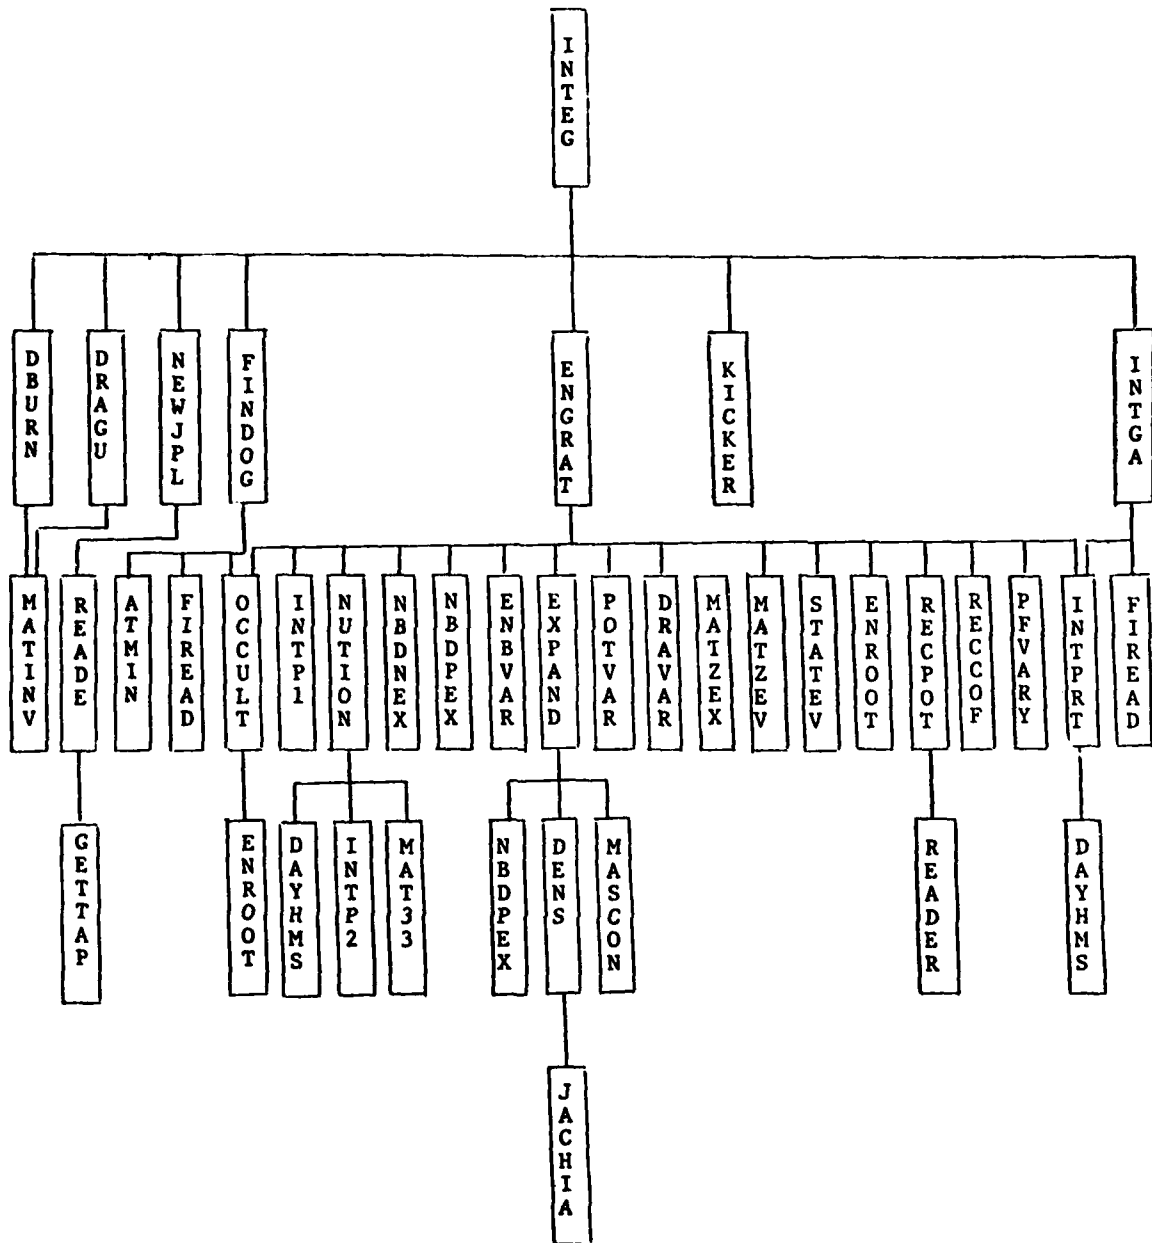 INTEG
DBURN
DRAGU
NEWJPL
FINDOG
ENGRAT
KICKER
INTGA
MATINV
READE
ATMIN
FIREAD
OCCULT
INTP1
NUTION
NBDNEX
NBDPEX
ENBVAR
EXPAND
POTVAR
DRAVAR
MATZEX
MATZEV
STATEV
ENROOT
RECPOT
RECCOF
PFVARY
INTPRT
FIREAD
GETTAP
ENROOT
DAYHMS
INTP2
MAT33
NBDPEX
DENS
MASCON
READER
DAYHMS
JACHIA